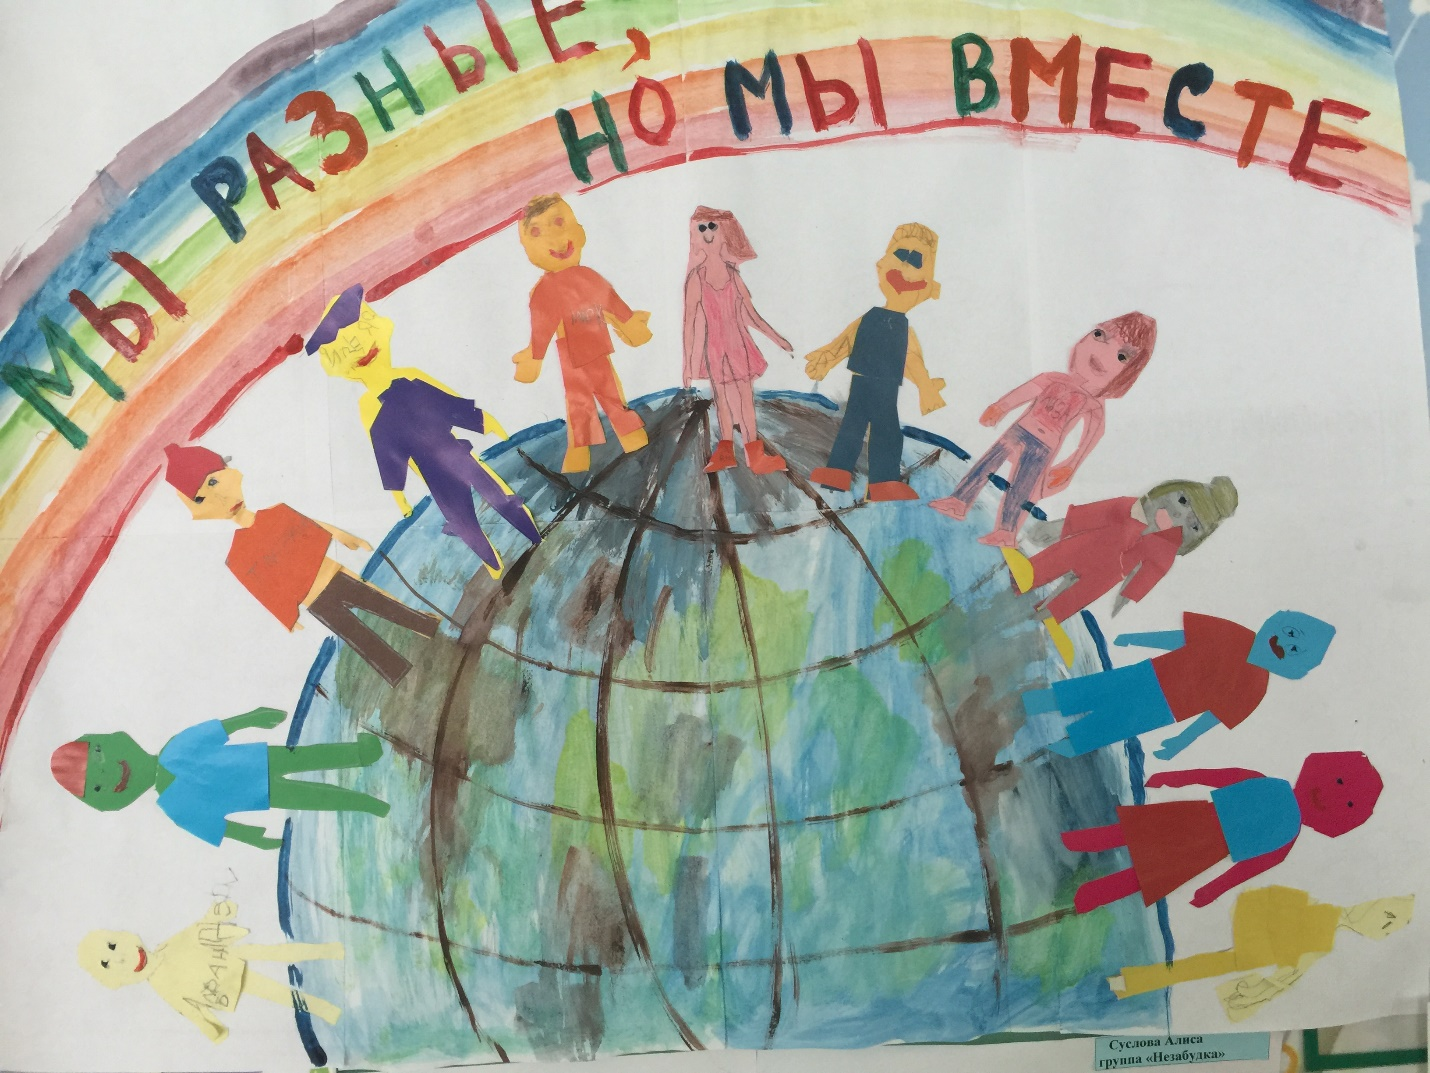 МЫ РАЗНЫЕ,
НО МЫ ВМЕСТЕ
Суслова Алиса
группа «Незабудка»